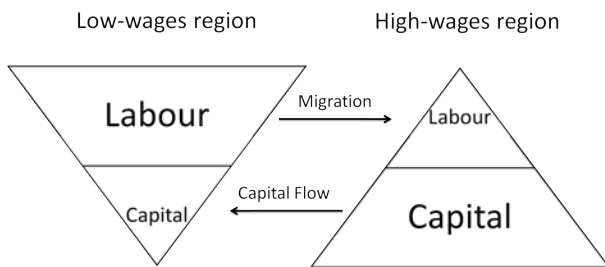 Low-wages region
High-wages region
Labour
Migration
Labour
Capital
Capital Flow
Capital